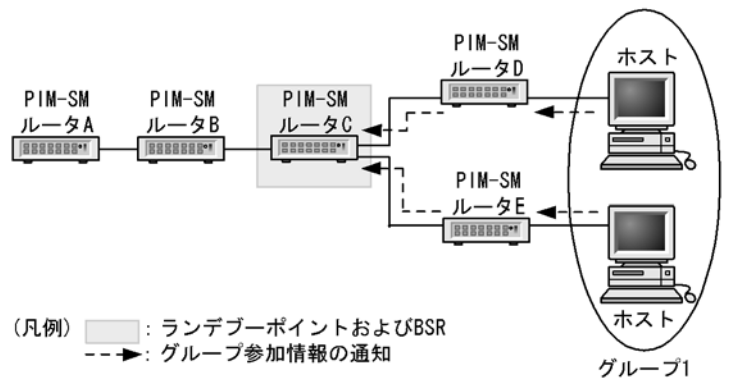 PIM-SM
ルータD
ホスト
PIM-SM
ルータA
PIM-SM
ルータB
PIM-SM
ルータC
PIM-SM
ルータE
ホスト
(凡例) : ランデブーポイントおよびBSR
: グループ参加情報の通知
グループ1